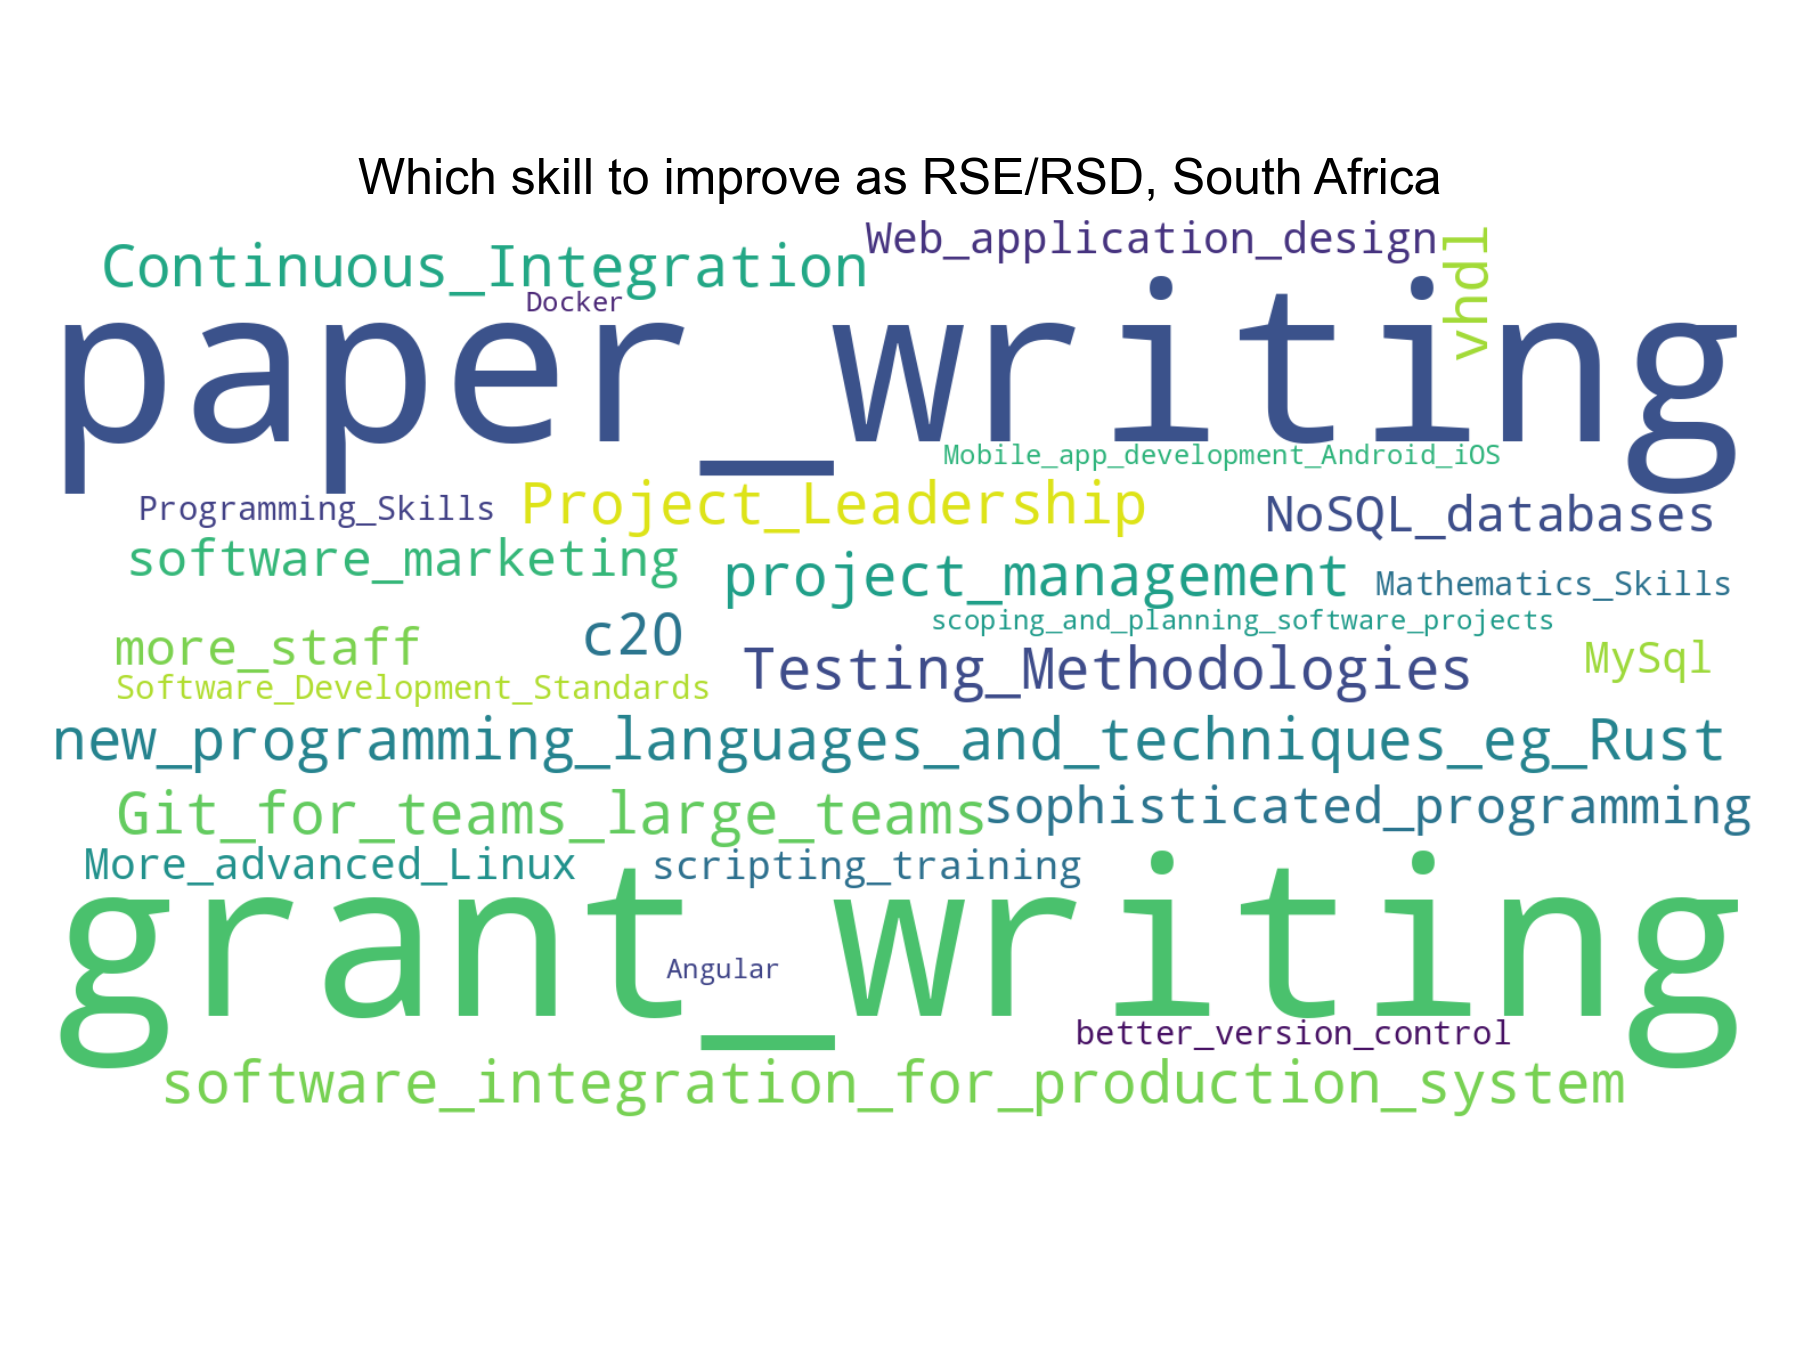 Which skill to improve as RSE/RSD, South Africa
Web_application_design
Continuous_Integration
vhdl
Docker
paper_writing
Mobile_app_development_Android_iOS
Programming_Skills
Project_Leadership
NoSQL_databases
software_marketing
project_management
Mathematics_Skills
scoping_and_planning_software_projects
more_staff
c20
Testing_Methodologies
MySql
Software_Development_Standards
new_programming_languages_and_techniques_eg_Rust
Git_for_teams_large_teams
sophisticated_programming
More_advanced_Linux
scripting_training
grant_writing
Angular
better_version_control
software_integration_for_production_system